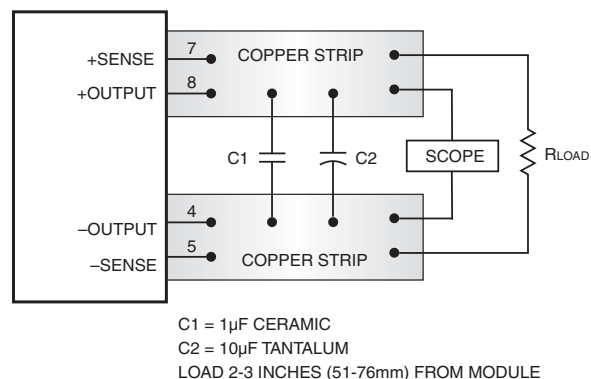 +SENSE
7
COPPER STRIP
+OUTPUT
8
C1
C2
SCOPE
RLOAD
–OUTPUT
4
–SENSE
5
COPPER STRIP
C1 = 1µF CERAMIC
C2 = 10µF TANTALUM
LOAD 2-3 INCHES (51-76mm) FROM MODULE